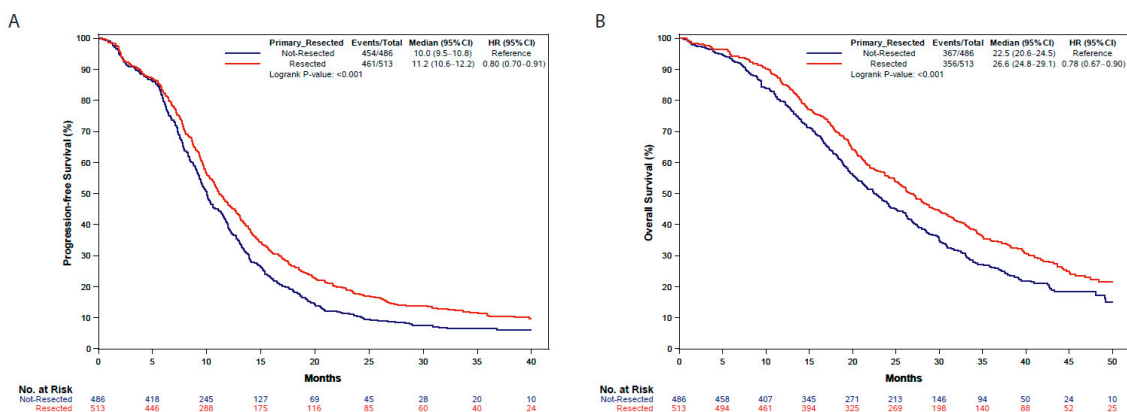 A
Progression-free Survival (%)
100
90
80
70
60
50
40
30
20
10
0
Primary_Resected Events/Total Median (95%CI) HR (95%CI)
Not-Resected 454/486 10.0 (9.5–10.8) Reference
Resected 461/513 11.2 (10.6–12.2) 0.80 (0.70–0.91)
Logrank P-value: <0.001
0 5 10 15 20 25 30 35 40
Months
No. at Risk
Not-Resected 486 418 245 127 69 45 28 20 10
Resected 513 446 288 175 116 85 60 40 24
B
Overall Survival (%)
100
90
80
70
60
50
40
30
20
10
0
Primary_Resected Events/Total Median (95%CI) HR (95%CI)
Not-Resected 367/486 22.5 (20.6–24.5) Reference
Resected 356/513 26.6 (24.8–29.1) 0.78 (0.67–0.90)
Logrank P-value: <0.001
0 5 10 15 20 25 30 35 40 45 50
Months
No. at Risk
Not-Resected 486 458 407 345 271 213 146 94 50 24 10
Resected 513 494 461 394 325 269 198 140 88 52 25